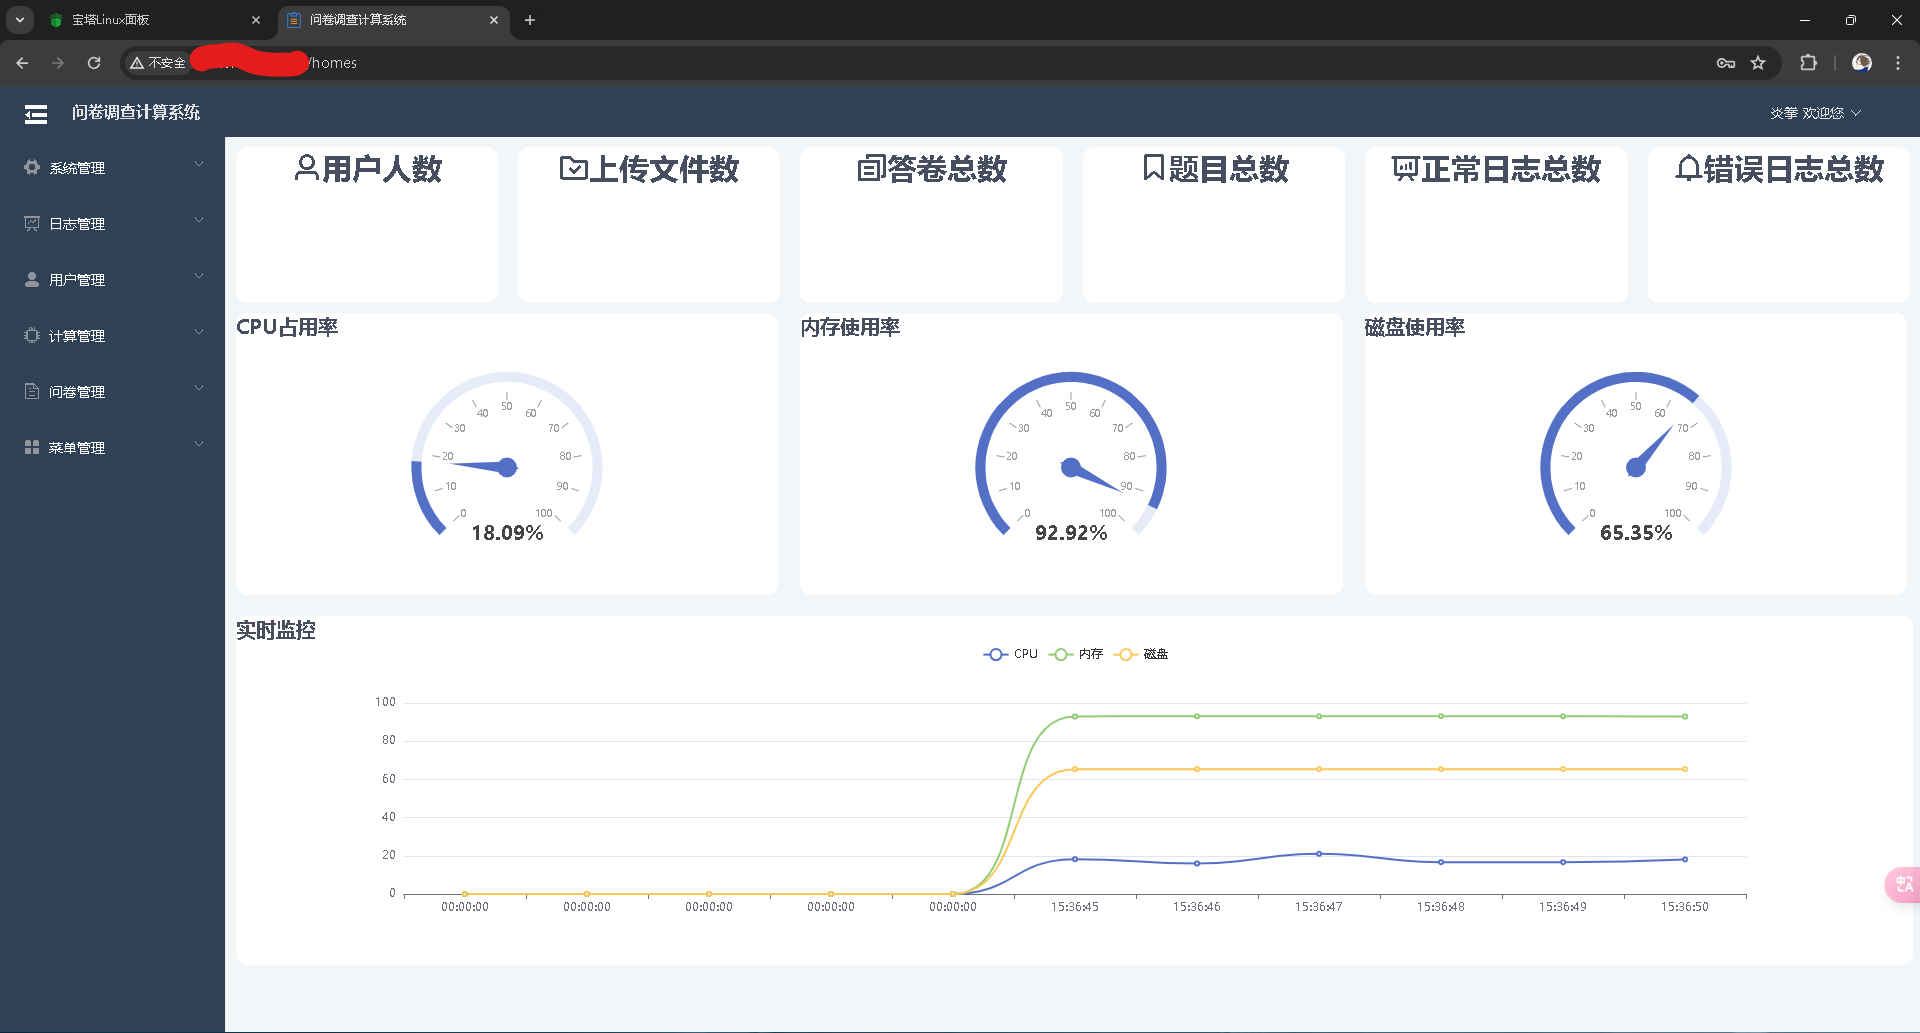 宝塔Linux面板
问卷调查计算系统
不安全
/homes
问卷调查计算系统
炎拳 欢迎您
系统管理
日志管理
用户管理
计算管理
问卷管理
菜单管理
用户人数
上传文件数
答卷总数
题目总数
正常日志总数
错误日志总数
CPU占用率
0
10
20
30
40
50
60
70
80
90
100
18.09%
内存使用率
0
10
20
30
40
50
60
70
80
90
100
92.92%
磁盘使用率
0
10
20
30
40
50
60
70
80
90
100
65.35%
实时监控
CPU 内存 磁盘
100
80
60
40
20
0
00:00:00 00:00:00 00:00:00 00:00:00 00:00:00 15:36:45 15:36:46 15:36:47 15:36:48 15:36:49 15:36:50